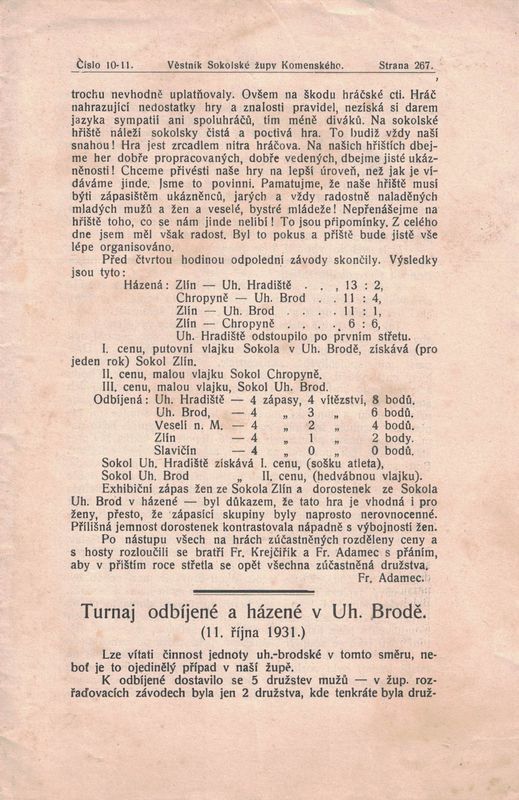 Číslo 10-11. Věstník Sokolské župy Komenského. Strana 267.
trochu nevhodně uplatňovaly. Ovšem na škodu hráčské cti. Hráč
nahrazující nedostatky hry a znalosti pravidel, nezíská si darem
jazyka sympatií ani spoluhráčů, tím méně diváků. Na sokolské
hřiště náleží sokolsky čistá a poctivá hra. To budiž vždy naší
snahou! Hra jest zrcadlem nitra hráčova. Na našich hřištích dbej-
me her dobře propracovaných, dobře vedených, dbejme jisté ukáz-
něnosti! Chceme přivésti naše hry na lepší úroveň, než jak je ví-
dáváme jinde. Jsme to povinni. Pamatujme, že naše hřiště musí
býti zápasištěm ukázněnců, jarých a vždy radostně naladěných
mladých mužů a žen a veselé, bystré mládeže! Nepřenášejme na
hřiště toho, co se nám jinde nelíbí! To jsou připomínky. Z celého
dne jsem měl však radost. Byl to pokus a příště bude jistě vše
lépe organisováno.
Před čtvrtou hodinou odpolední závody skončily. Výsledky
jsou tyto:
Házená: Zlín — Uh. Hradiště . . , 13 : 2,
Chropyně — Uh. Brod . . 11 : 4,
Zlín — Uh. Brod . . . . 11 : 1,
Zlín — Chropyně . . . . 6 : 6,
Uh. Hradiště odstoupilo po prvním střetu.
I. cenu, putovní vlajku Sokola v Uh. Brodě, získává (pro
jeden rok) Sokol Zlín.
II. cenu, malou vlajku Sokol Chropyně.
III. cenu, malou vlajku, Sokol Uh. Brod.
Odbíjená: Uh. Hradiště — 4 zápasy, 4 vítězství, 8 bodů.
Uh. Brod, — 4 „ 3 „ 6 bodů.
Veselí n. M. — 4 „ 2 „ 4 bodů.
Zlín — 4 „ 1 „ 2 body.
Slavičín — 4 „ 0 „ 0 bodů.
Sokol Uh. Hradiště získává I. cenu, (sošku atleta),
Sokol Uh. Brod „ II. cenu, (hedvábnou vlajku).
Exhibiční zápas žen ze Sokola Zlín a dorostenek ze Sokola
Uh. Brod v házené — byl důkazem, že tato hra je vhodná i pro
ženy, přesto, že zápasící skupiny byly naprosto nerovnocenné.
Přílišná jemnost dorostenek kontrastovala nápadně s výbojností žen.
Po nástupu všech na hrách zúčastněných rozděleny ceny a
s hosty rozloučili se bratří Fr. Krejčiřík a Fr. Adamec s přáním,
aby v příštím roce střetla se opět všechna zúčastněná družstva.
Fr. Adamec.
Turnaj odbíjené a házené v Uh. Brodě.
(11. října 1931.)
Lze vítati činnost jednoty uh.-brodské v tomto směru, ne-
boť je to ojedinělý případ v naší župě.
K odbíjené dostavilo se 5 družstev mužů — v žup. roz-
řaďovacích závodech byla jen 2 družstva, kde tenkráte byla druž-